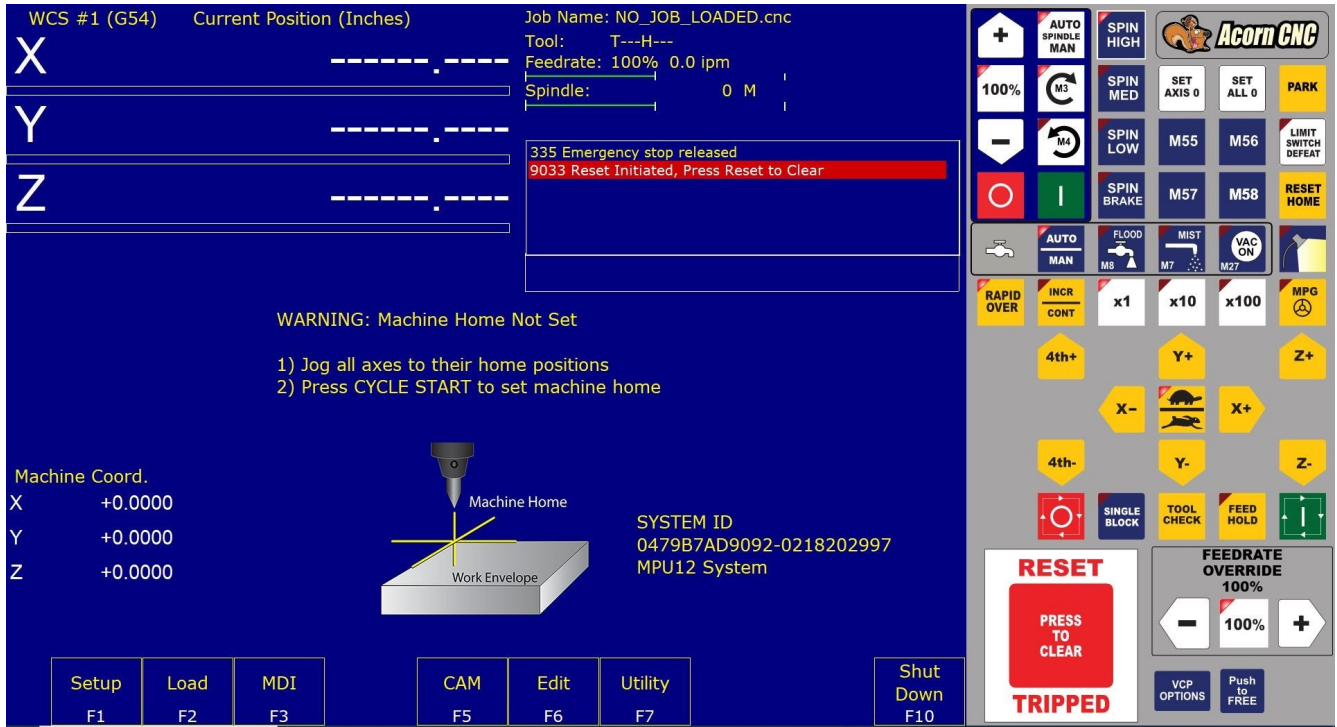 WCS #1 (G54) Current Position (Inches)
X ------.----
Y ------.----
Z ------.----
Job Name: NO_JOB_LOADED.cnc
Tool: T---H---
Feedrate: 100% 0.0 ipm
Spindle: 0 M
335 Emergency stop released
9033 Reset Initiated, Press Reset to Clear
WARNING: Machine Home Not Set
1) Jog all axes to their home positions
2) Press CYCLE START to set machine home
Machine Coord.
X +0.0000
Y +0.0000
Z +0.0000
Machine Home
Work Envelope
SYSTEM ID
0479B7AD9092-0218202997
MPU12 System
Setup
F1
Load
F2
MDI
F3
CAM
F5
Edit
F6
Utility
F7
Shut
Down
F10
+
AUTO
SPINDLE
MAN
SPIN
HIGH
Acorn CNC
100%
M3
SPIN
MED
SET
AXIS 0
SET
ALL 0
PARK
-
M4
SPIN
LOW
M55
M56
LIMIT
SWITCH
DEFEAT
SPIN
BRAKE
M57
M58
RESET
HOME
AUTO
MAN
FLOOD
M8
MIST
M7
VAC
ON
M27
RAPID
OVER
INCR
CONT
x1
x10
x100
MPG
4th+
Y+
Z+
X-
X+
4th-
Y-
Z-
SINGLE
BLOCK
TOOL
CHECK
FEED
HOLD
RESET
PRESS
TO
CLEAR
TRIPPED
FEEDRATE
OVERRIDE
100%
-
100%
+
VCP
OPTIONS
Push
to
FREE